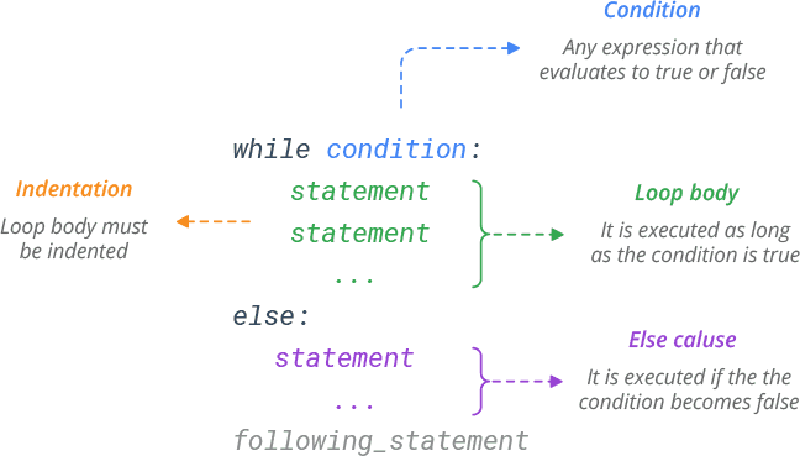 Condition
Any expression that
evaluates to true or false
while condition:
Indentation
Loop body must
be indented
statement
statement
...
Loop body
It is executed as long
as the condition is true
else:
statement
...
Else caluse
It is executed if the the
condition becomes false
following_statement